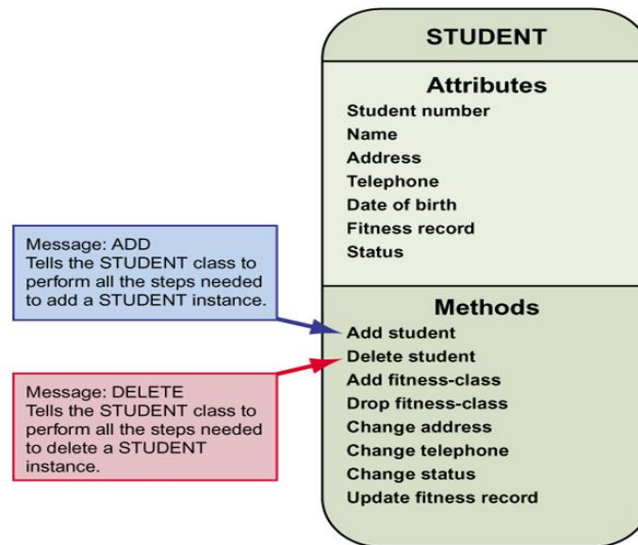 STUDENT
Attributes
Student number
Name
Address
Telephone
Date of birth
Fitness record
Status
Message: ADD
Tells the STUDENT class to
perform all the steps needed
to add a STUDENT instance.
Methods
Add student
Delete student
Add fitness-class
Drop fitness-class
Change address
Change telephone
Change status
Update fitness record
Message: DELETE
Tells the STUDENT class to
perform all the steps needed
to delete a STUDENT
instance.